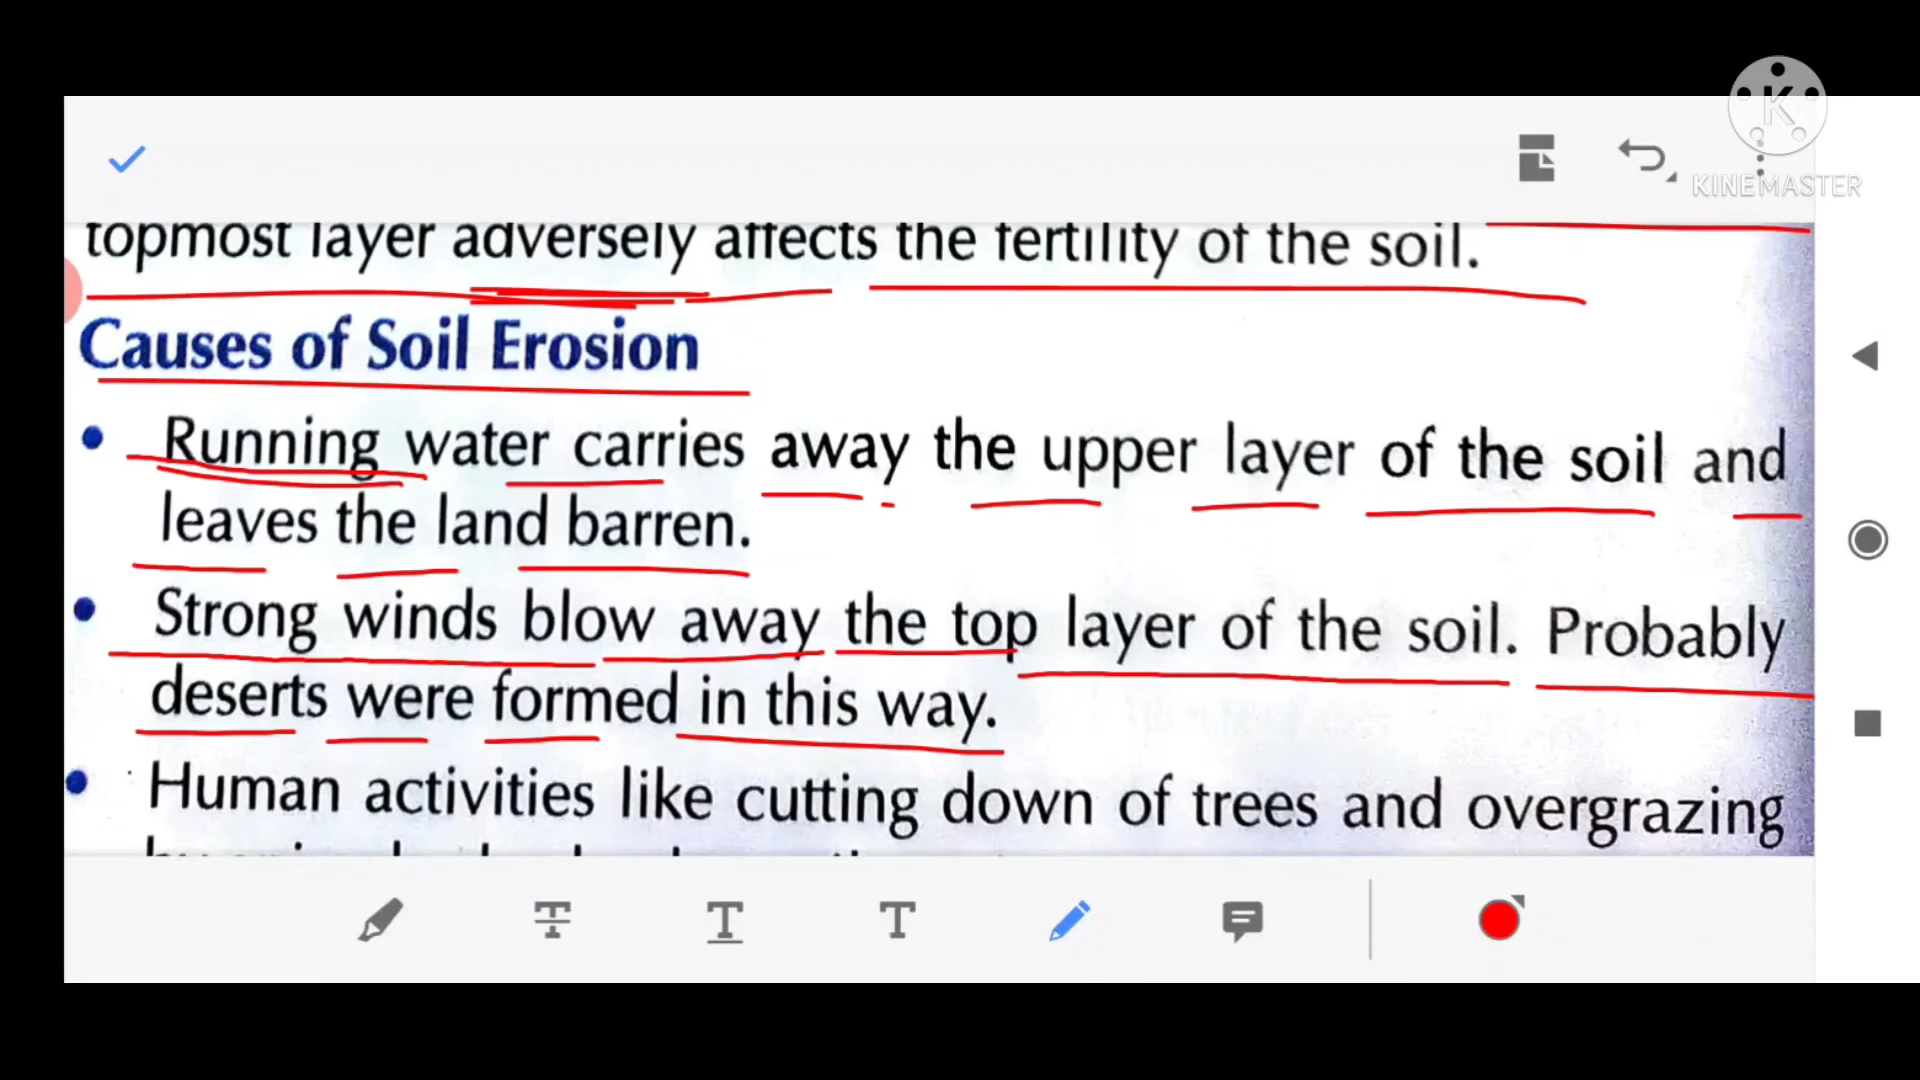 KINEMASTER
topmost layer adversely affects the fertility of the soil.
Causes of Soil Erosion
• Running water carries away the upper layer of the soil and
leaves the land barren.
• Strong winds blow away the top layer of the soil. Probably
deserts were formed in this way.
• Human activities like cutting down of trees and overgrazing